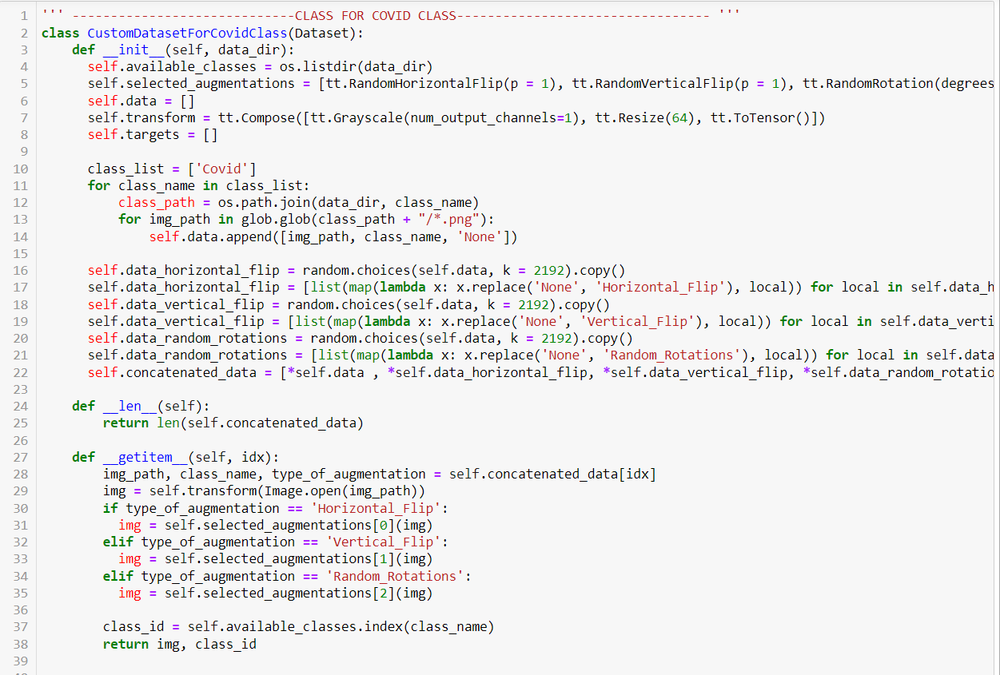 1 ''' -----------------------------CLASS FOR COVID CLASS--------------------------------- '''
2 class CustomDatasetForCovidClass(Dataset):
3     def __init__(self, data_dir):
4       self.available_classes = os.listdir(data_dir)
5       self.selected_augmentations = [tt.RandomHorizontalFlip(p = 1), tt.RandomVerticalFlip(p = 1), tt.RandomRotation(degrees
6       self.data = []
7       self.transform = tt.Compose([tt.Grayscale(num_output_channels=1), tt.Resize(64), tt.ToTensor()])
8       self.targets = []
9
10       class_list = ['Covid']
11       for class_name in class_list:
12           class_path = os.path.join(data_dir, class_name)
13           for img_path in glob.glob(class_path + "/*.png"):
14               self.data.append([img_path, class_name, 'None'])
15
16       self.data_horizontal_flip = random.choices(self.data, k = 2192).copy()
17       self.data_horizontal_flip = [list(map(lambda x: x.replace('None', 'Horizontal_Flip'), local)) for local in self.data_h
18       self.data_vertical_flip = random.choices(self.data, k = 2192).copy()
19       self.data_vertical_flip = [list(map(lambda x: x.replace('None', 'Vertical_Flip'), local)) for local in self.data_verti
20       self.data_random_rotations = random.choices(self.data, k = 2192).copy()
21       self.data_random_rotations = [list(map(lambda x: x.replace('None', 'Random_Rotations'), local)) for local in self.data
22       self.concatenated_data = [*self.data , *self.data_horizontal_flip, *self.data_vertical_flip, *self.data_random_rotatio
23
24     def __len__(self):
25         return len(self.concatenated_data)
26
27     def __getitem__(self, idx):
28         img_path, class_name, type_of_augmentation = self.concatenated_data[idx]
29         img = self.transform(Image.open(img_path))
30         if type_of_augmentation == 'Horizontal_Flip':
31           img = self.selected_augmentations[0](img)
32         elif type_of_augmentation == 'Vertical_Flip':
33           img = self.selected_augmentations[1](img)
34         elif type_of_augmentation == 'Random_Rotations':
35           img = self.selected_augmentations[2](img)
36
37         class_id = self.available_classes.index(class_name)
38         return img, class_id
39